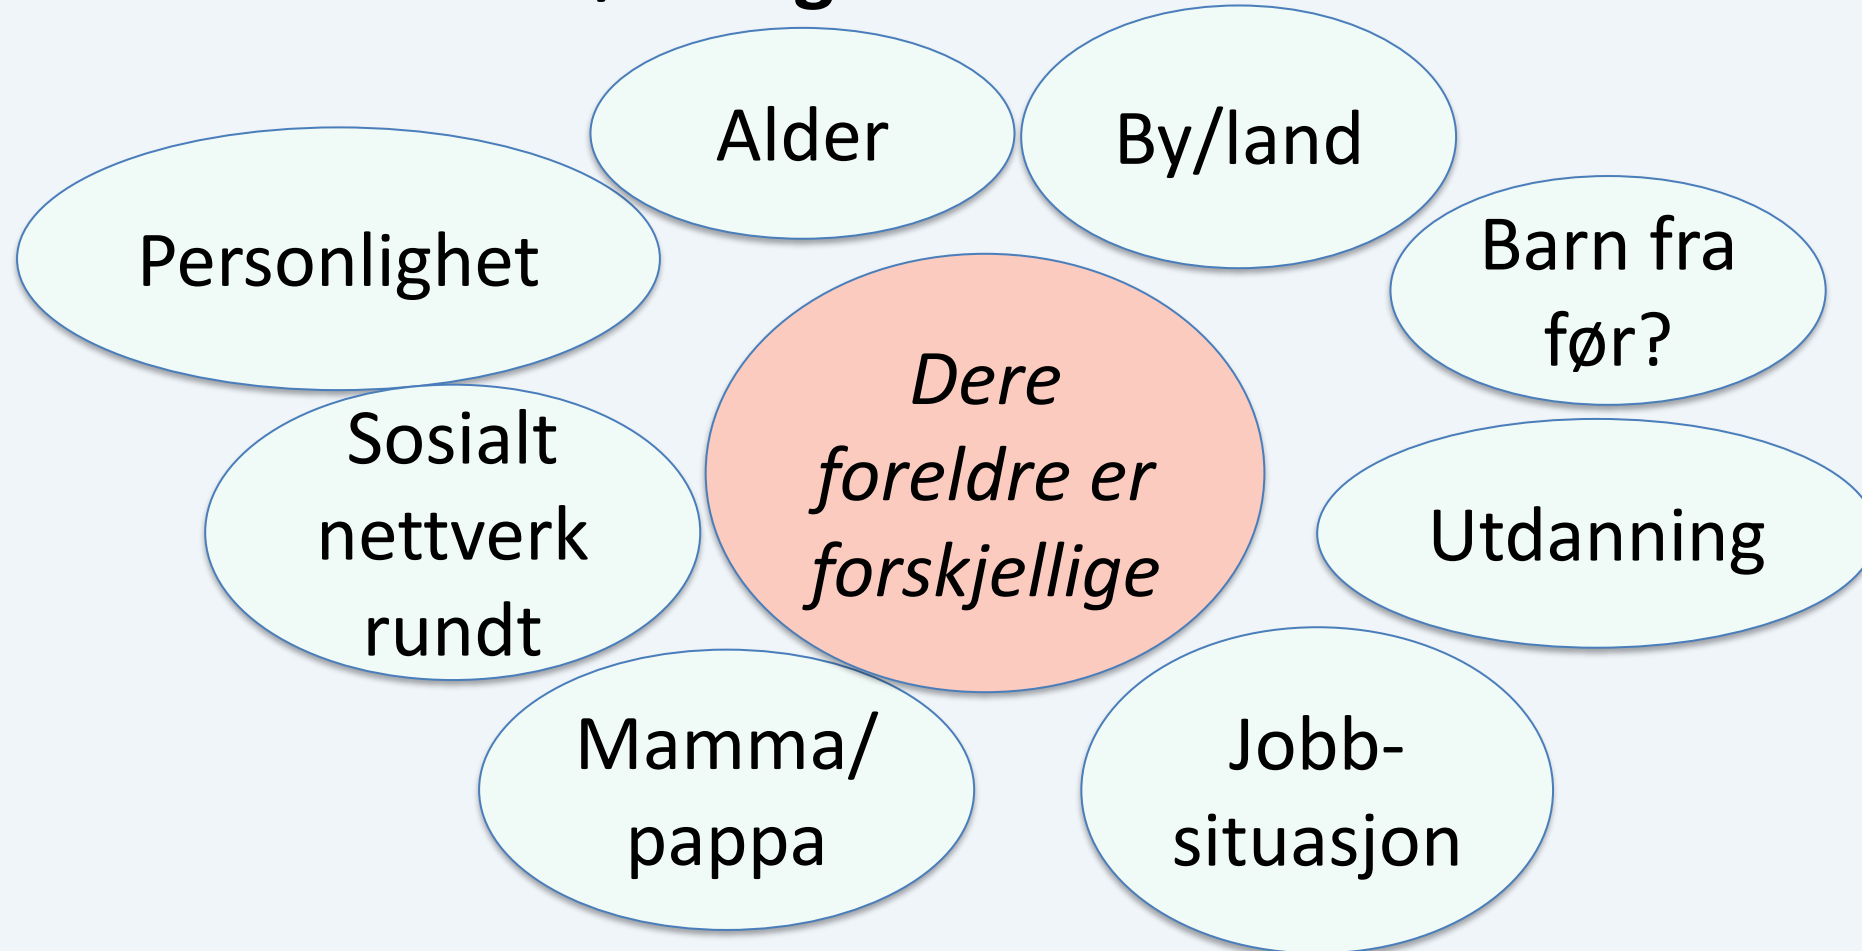 Alder
By/land
Personlighet
Barn fra
før?
Dere
foreldre er
forskjellige
Sosialt
nettverk
rundt
Utdanning
Mamma/
pappa
Jobb-
situasjon